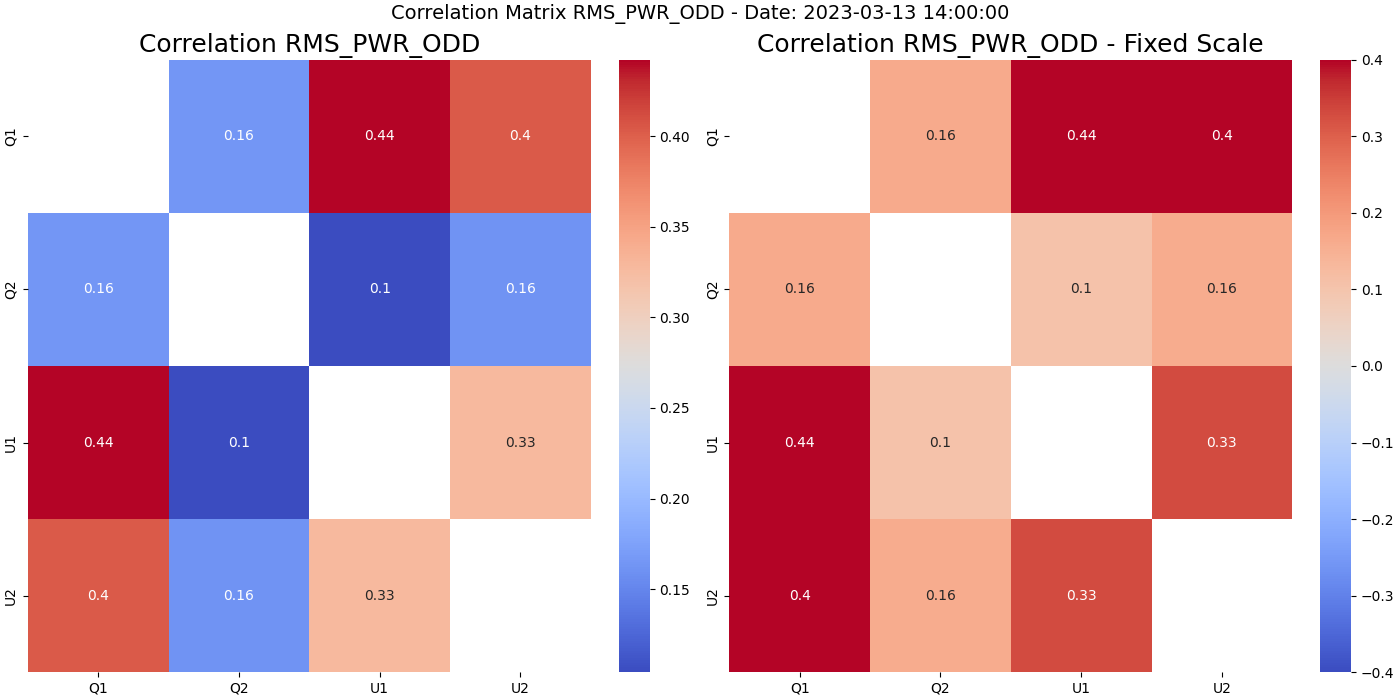 Correlation Matrix RMS_PWR_ODD - Date: 2023-03-13 14:00:00
Correlation RMS_PWR_ODD
Q1
0.16
0.44
0.4
Q2
0.16
0.1
0.16
U1
0.44
0.1
0.33
U2
0.4
0.16
0.33
Q1
Q2
U1
U2
0.40
0.35
0.30
0.25
0.20
0.15
Correlation RMS_PWR_ODD - Fixed Scale
Q1
0.16
0.44
0.4
Q2
0.16
0.1
0.16
U1
0.44
0.1
0.33
U2
0.4
0.16
0.33
Q1
Q2
U1
U2
0.4
0.3
0.2
0.1
0.0
−0.1
−0.2
−0.3
−0.4